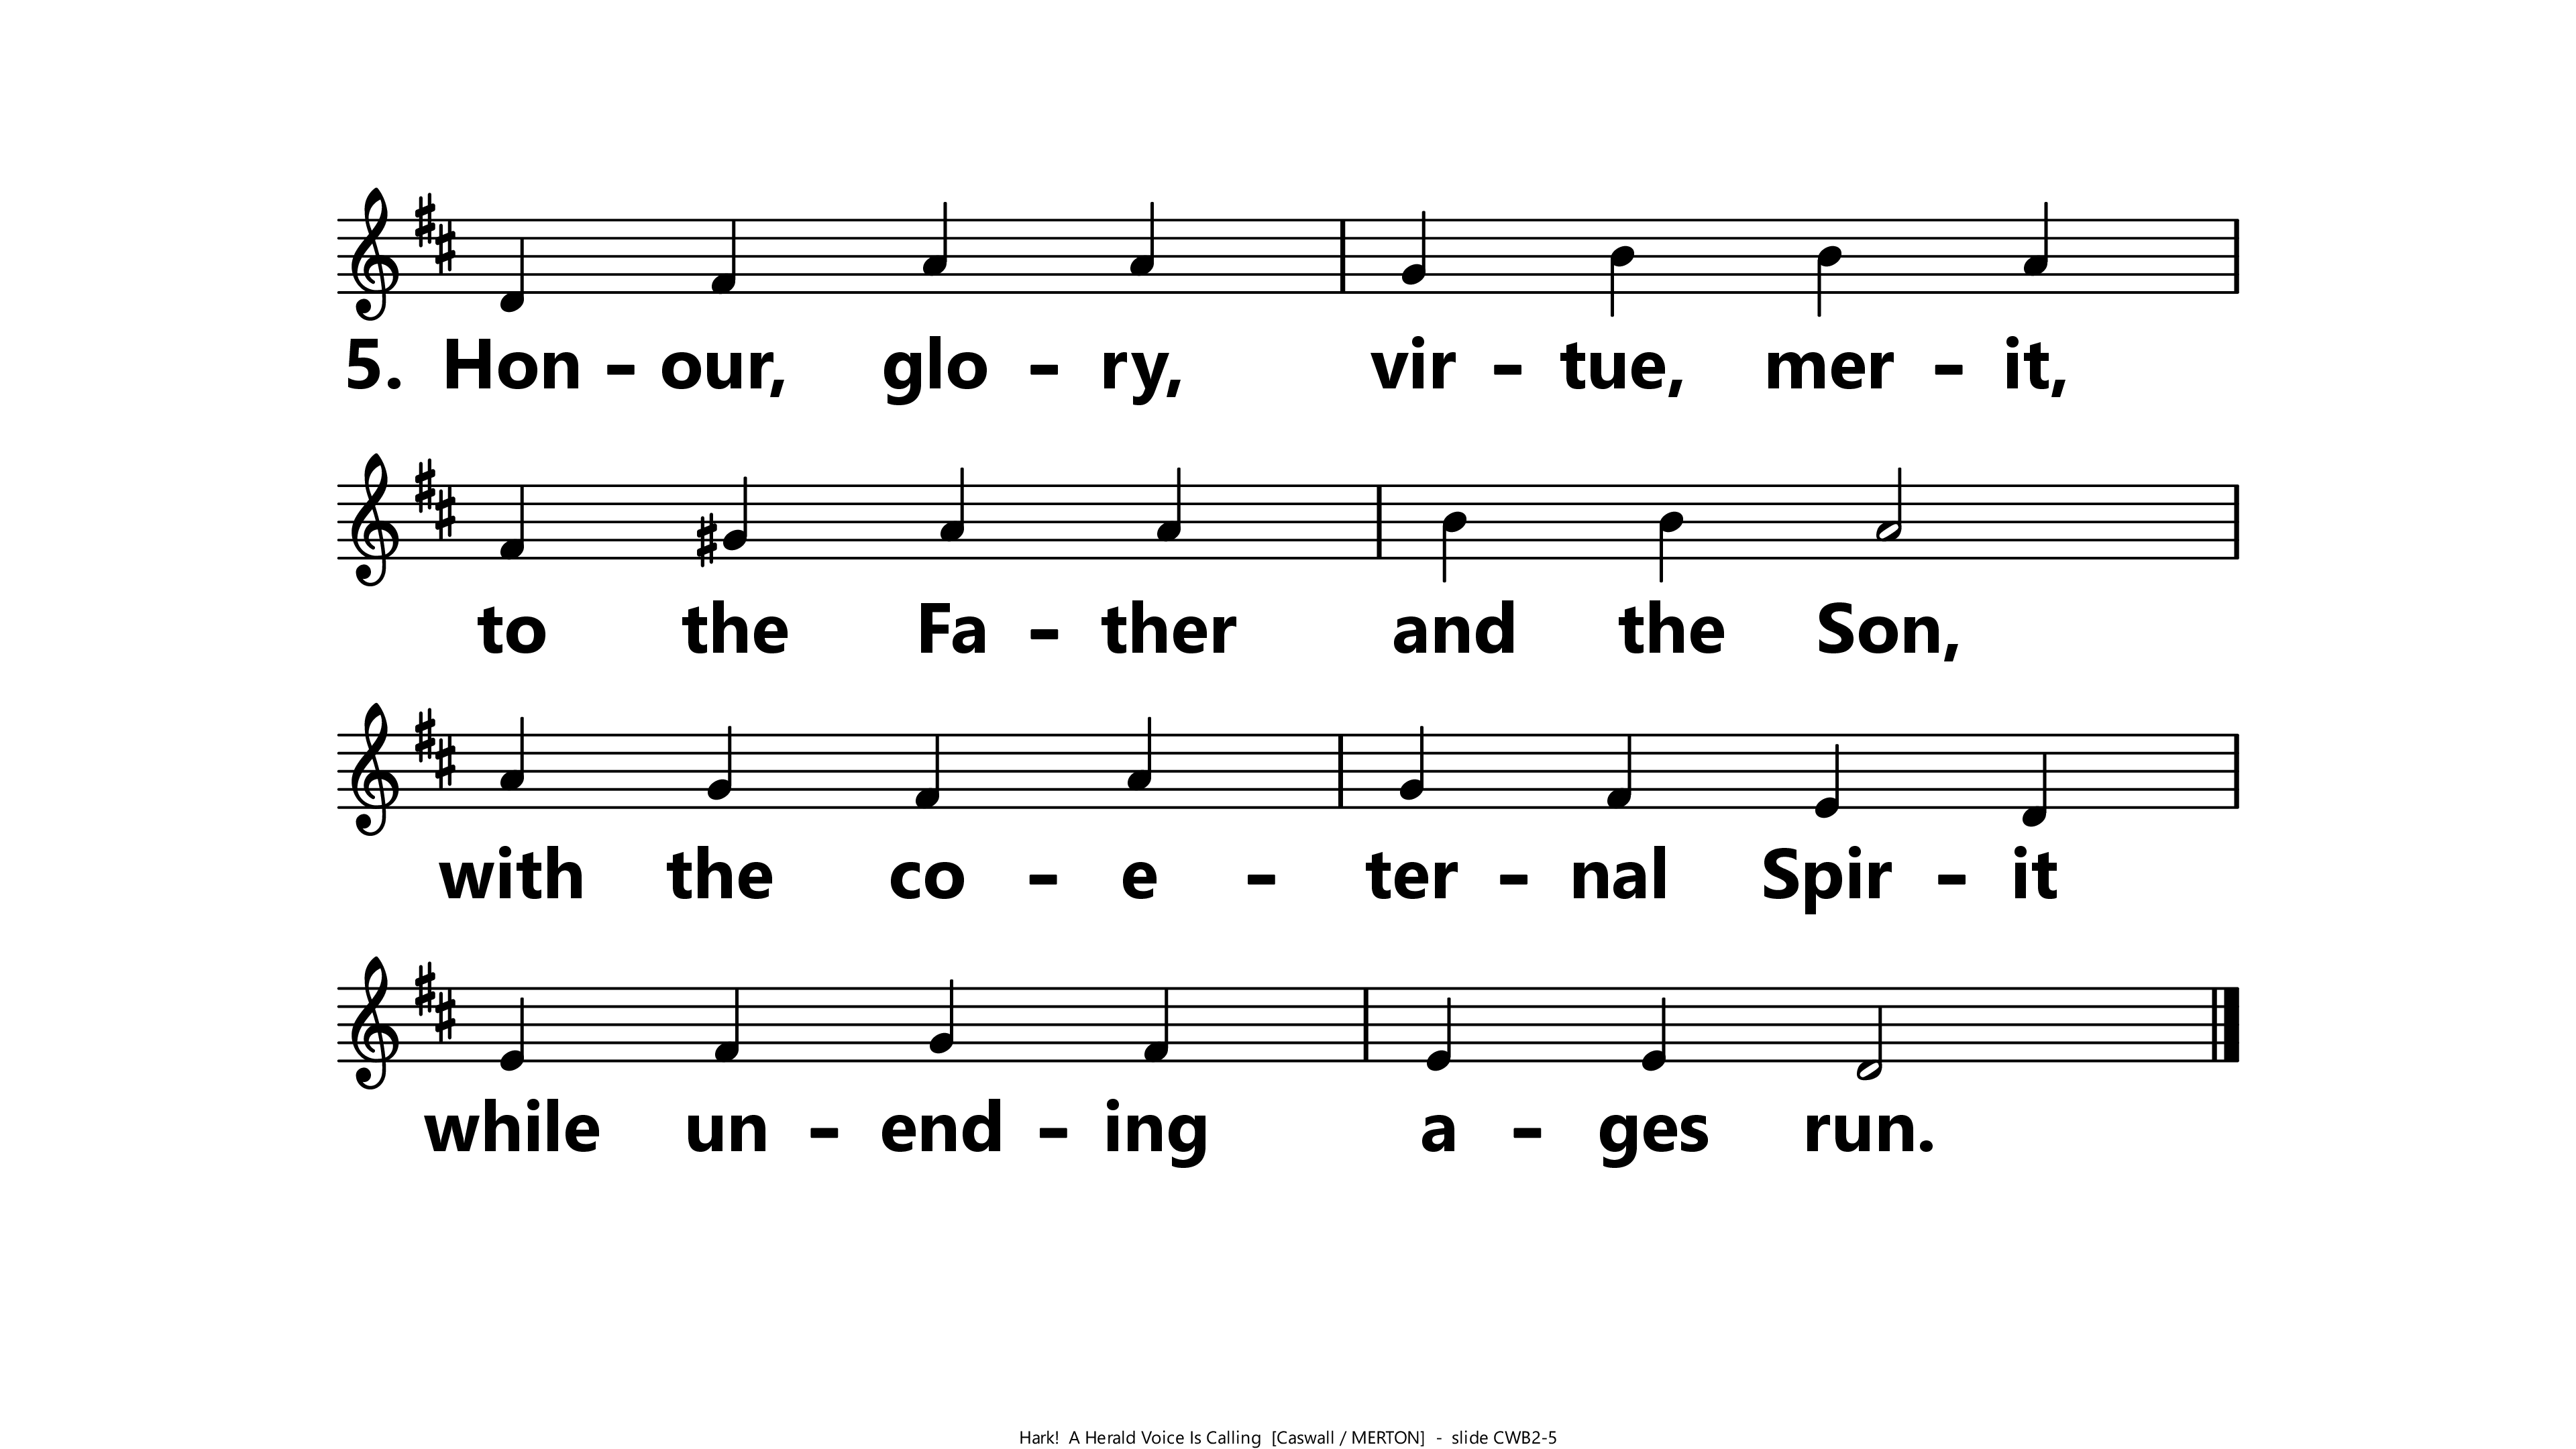 5. Hon - our, glo - ry, vir - tue, mer - it,
to the Fa - ther and the Son,
with the co - e - ter - nal Spir - it
while un - end - ing a - ges run.
Hark! A Herald Voice Is Calling [Caswall / MERTON] - slide CWB2-5